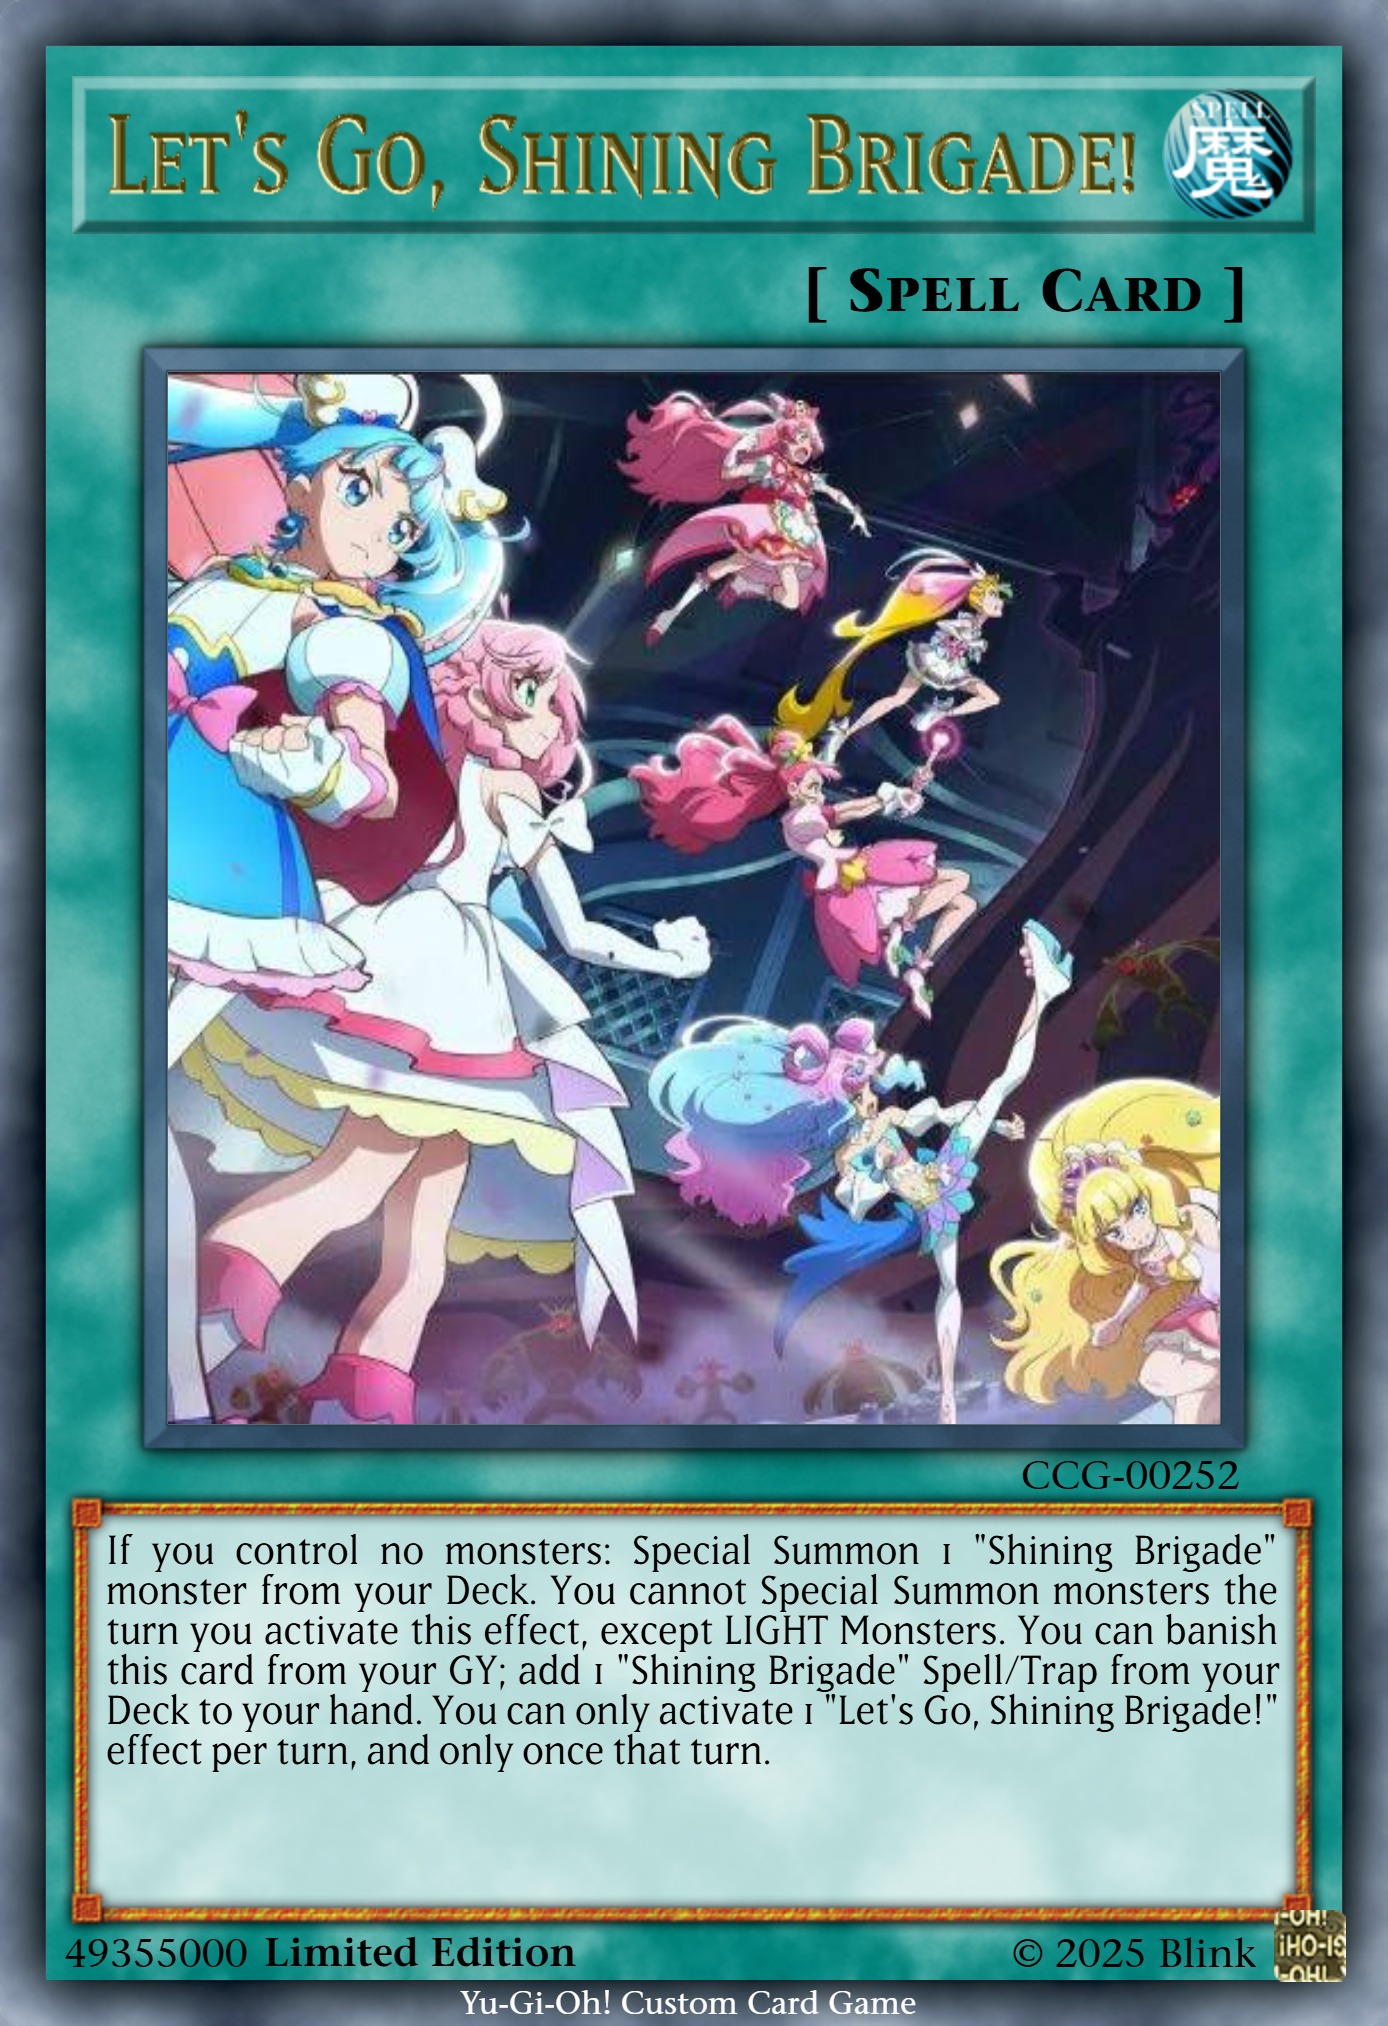 Let's Go, Shining Brigade!
SPELL
魔
[ Spell Card ]
CCG-00252
If you control no monsters: Special Summon 1 "Shining Brigade"
monster from your Deck. You cannot Special Summon monsters the
turn you activate this effect, except LIGHT Monsters. You can banish
this card from your GY; add 1 "Shining Brigade" Spell/Trap from your
Deck to your hand. You can only activate 1 "Let's Go, Shining Brigade!"
effect per turn, and only once that turn.
49355000 Limited Edition
© 2025 Blink
Yu-Gi-Oh! Custom Card Game